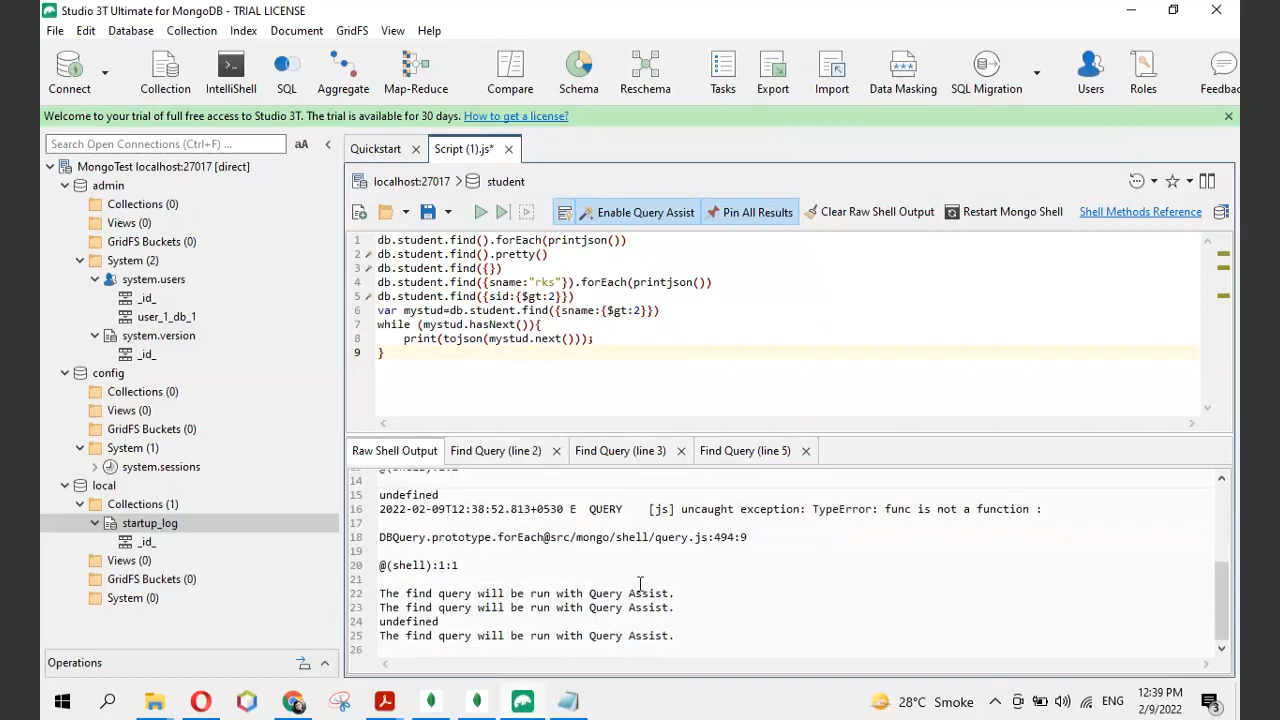 Studio 3T Ultimate for MongoDB - TRIAL LICENSE
File Edit Database Collection Index Document GridFS View Help
Connect Collection IntelliShell SQL Aggregate Map-Reduce Compare Schema Reschema Tasks Export Import Data Masking SQL Migration Users Roles Feedbac
Welcome to your trial of full free access to Studio 3T. The trial is available for 30 days. How to get a license?
Search Open Connections (Ctrl+F) ... aA
MongoTest localhost:27017 [direct]
admin
Collections (0)
Views (0)
GridFS Buckets (0)
System (2)
system.users
_id_
user_1_db_1
system.version
_id_
config
Collections (0)
Views (0)
GridFS Buckets (0)
System (1)
system.sessions
local
Collections (1)
startup_log
_id_
Views (0)
GridFS Buckets (0)
System (0)
Operations
Quickstart Script (1).js*
localhost:27017 student
Enable Query Assist Pin All Results Clear Raw Shell Output Restart Mongo Shell Shell Methods Reference
1 db.student.find().forEach(printjson())
2 db.student.find().pretty()
3 db.student.find({})
4 db.student.find({sname:"rks"}).forEach(printjson())
5 db.student.find({sid:{$gt:2}})
6 var mystud=db.student.find({sname:{$gt:2}})
7 while (mystud.hasNext()){
8 print(tojson(mystud.next()));
9 }
Raw Shell Output Find Query (line 2) Find Query (line 3) Find Query (line 5)
14
15 undefined
16 2022-02-09T12:38:52.813+0530 E QUERY [js] uncaught exception: TypeError: func is not a function :
17
18 DBQuery.prototype.forEach@src/mongo/shell/query.js:494:9
19
20 @(shell):1:1
21
22 The find query will be run with Query Assist.
23 The find query will be run with Query Assist.
24 undefined
25 The find query will be run with Query Assist.
26
28°C Smoke ENG 12:39 PM
2/9/2022
3